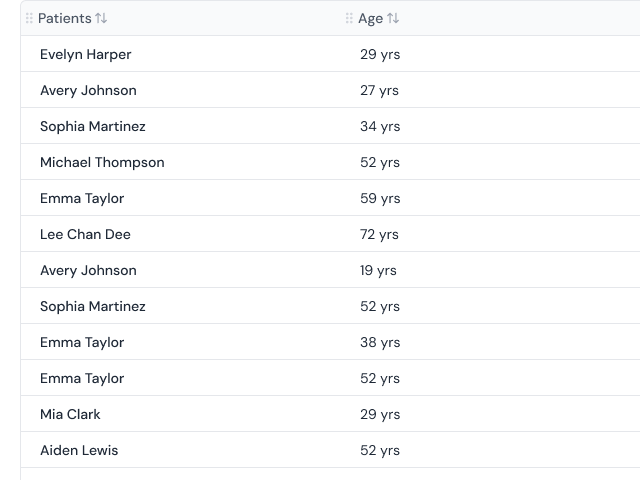 Patients Age
Evelyn Harper 29 yrs
Avery Johnson 27 yrs
Sophia Martinez 34 yrs
Michael Thompson 52 yrs
Emma Taylor 59 yrs
Lee Chan Dee 72 yrs
Avery Johnson 19 yrs
Sophia Martinez 52 yrs
Emma Taylor 38 yrs
Emma Taylor 52 yrs
Mia Clark 29 yrs
Aiden Lewis 52 yrs